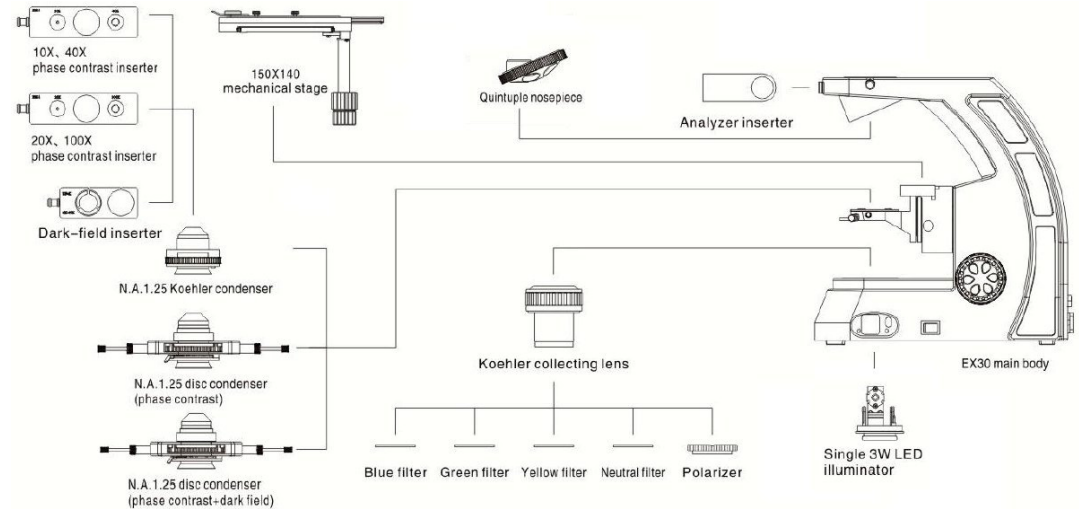 10X、40X
phase contrast inserter
20X、100X
phase contrast inserter
Dark-field inserter
150X140
mechanical stage
Quintuple nosepiece
Analyzer inserter
N.A.1.25 Koehler condenser
N.A.1.25 disc condenser
(phase contrast)
N.A.1.25 disc condenser
(phase contrast+dark field)
Koehler collecting lens
Blue filter
Green filter
Yellow filter
Neutral filter
Polarizer
Single 3W LED
illuminator
EX30 main body